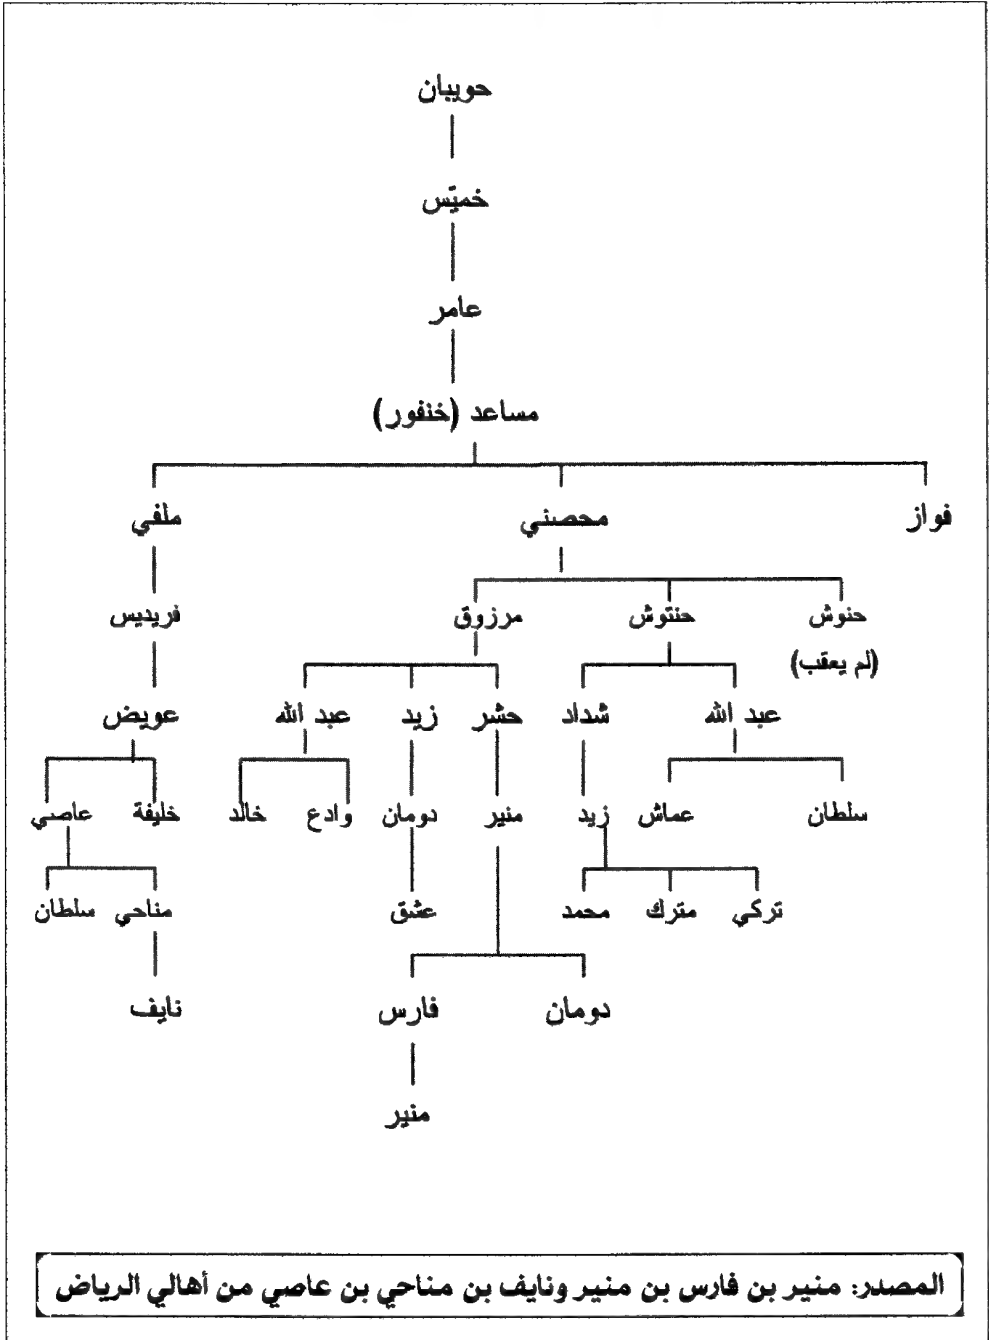 حويبان
خميّس
عامر
مساعد (خنفور)
فواز محصني ملفي
حنوش حنتوش مرزوق فريديس
(لم يعقب)
عبد الله شداد حشر زيد عبد الله عويض
سلطان عماش زيد منير دومان وادع خالد خليفة عاصي
تركي مترك محمد عشق مناحي سلطان
دومان فارس نايف
منير
المصدر: منير بن فارس بن منير ونايف بن مناحي بن عاصي من أهالي الرياض